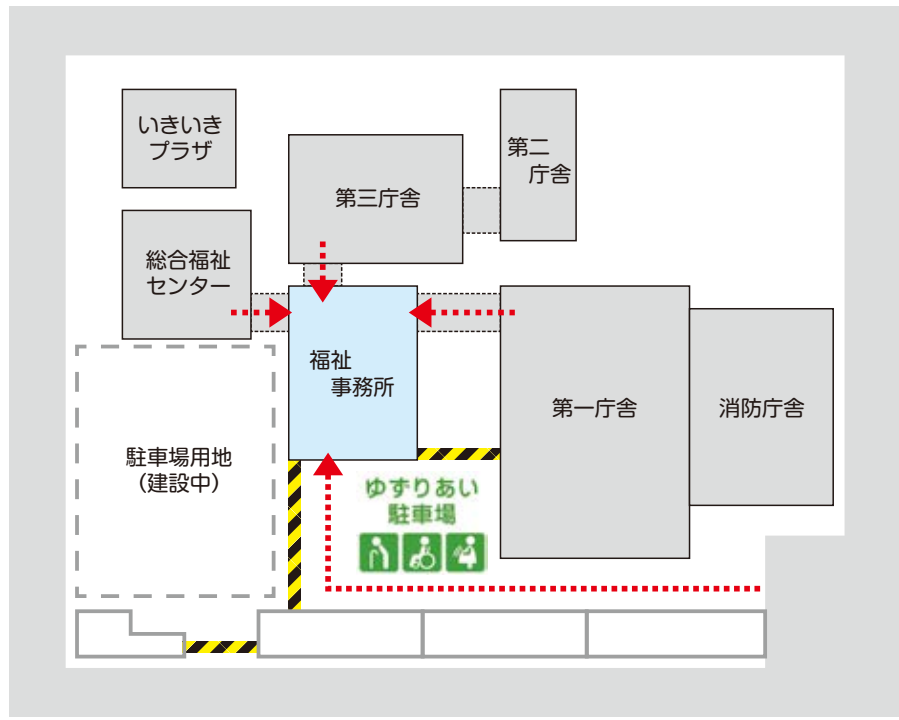 いきいき
プラザ
第二
庁舎
第三庁舎
総合福祉
センター
福祉
事務所
第一庁舎
消防庁舎
駐車場用地
(建設中)
ゆずりあい
駐車場